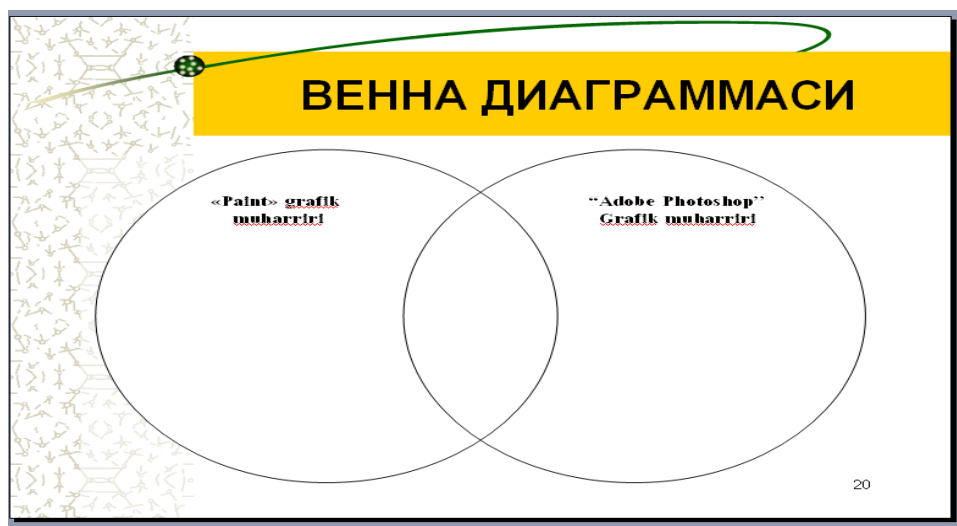 ВЕННА ДИАГРАММАСИ
«Paint» grafik
muharriri
“Adobe Photoshop”
Grafik muharriri
20